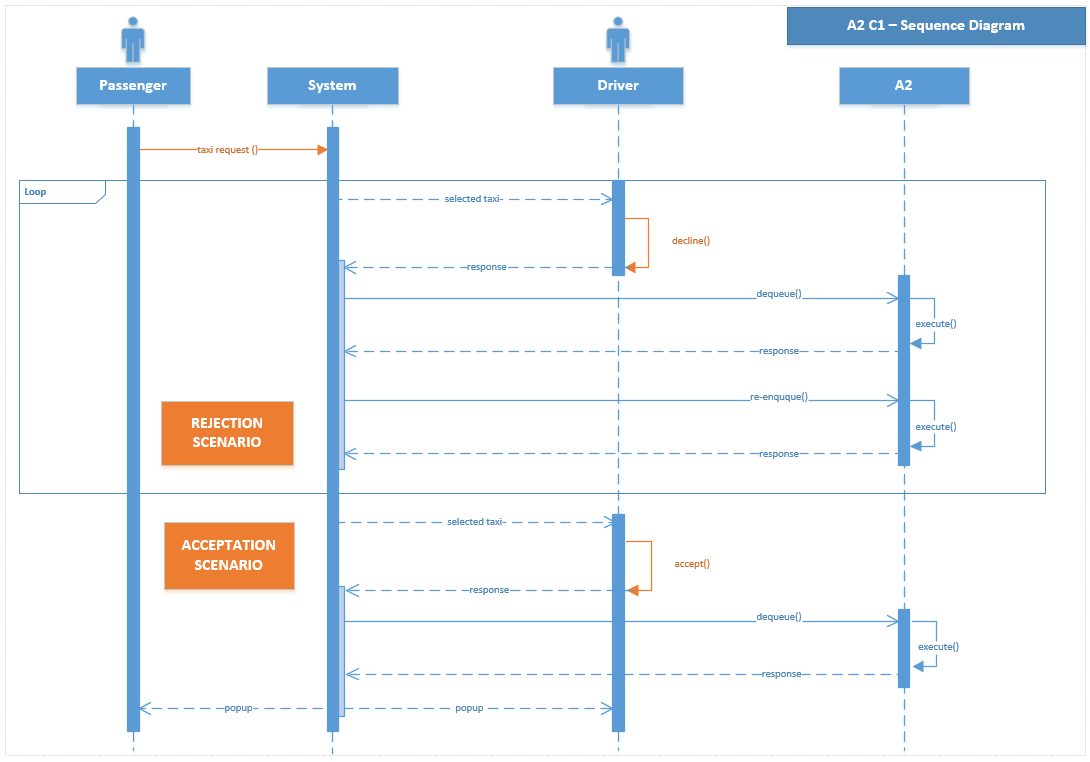 A2 C1 – Sequence Diagram
Passenger
System
Driver
A2
taxi request ()
Loop
selected taxi
decline()
response
dequeue()
execute()
response
re-enquque()
REJECTION
SCENARIO
execute()
response
selected taxi
ACCEPTATION
SCENARIO
accept()
response
dequeue()
execute()
response
popup
popup